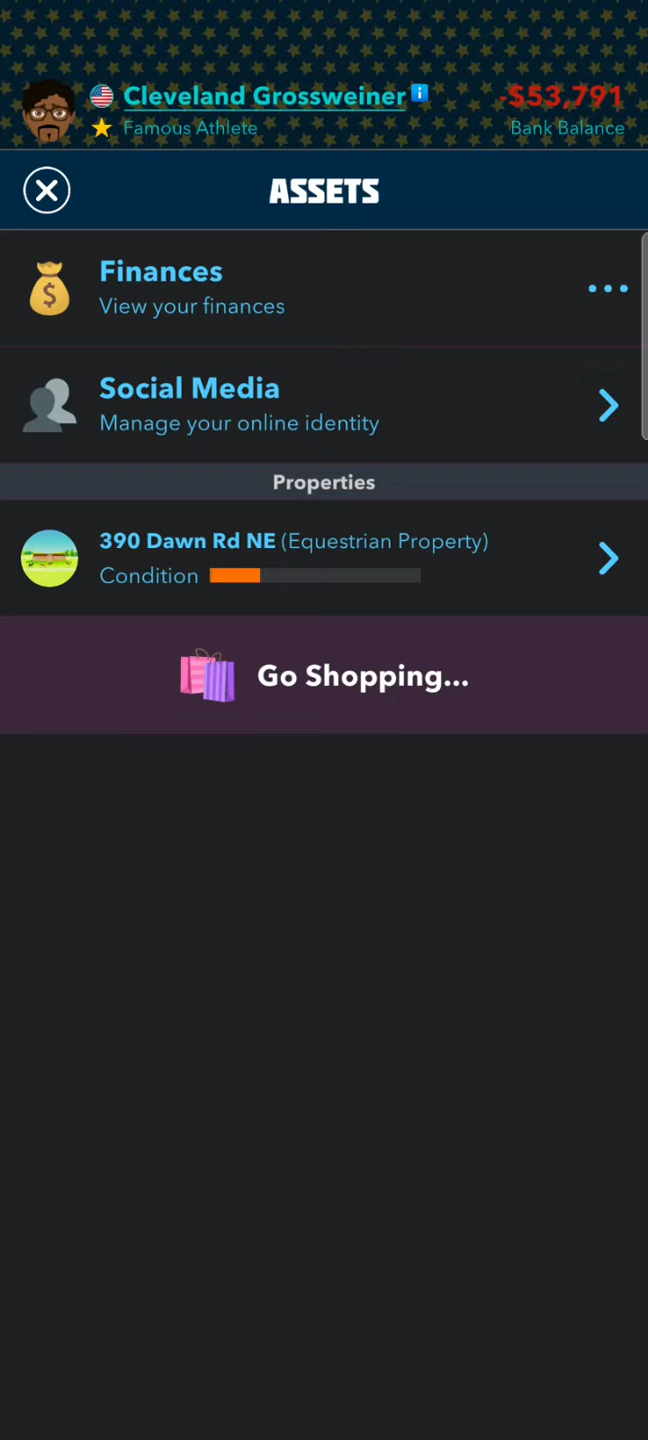 Cleveland Grossweiner
-$53,791
Famous Athlete
Bank Balance
ASSETS
Finances
View your finances
Social Media
Manage your online identity
Properties
390 Dawn Rd NE (Equestrian Property)
Condition
Go Shopping...